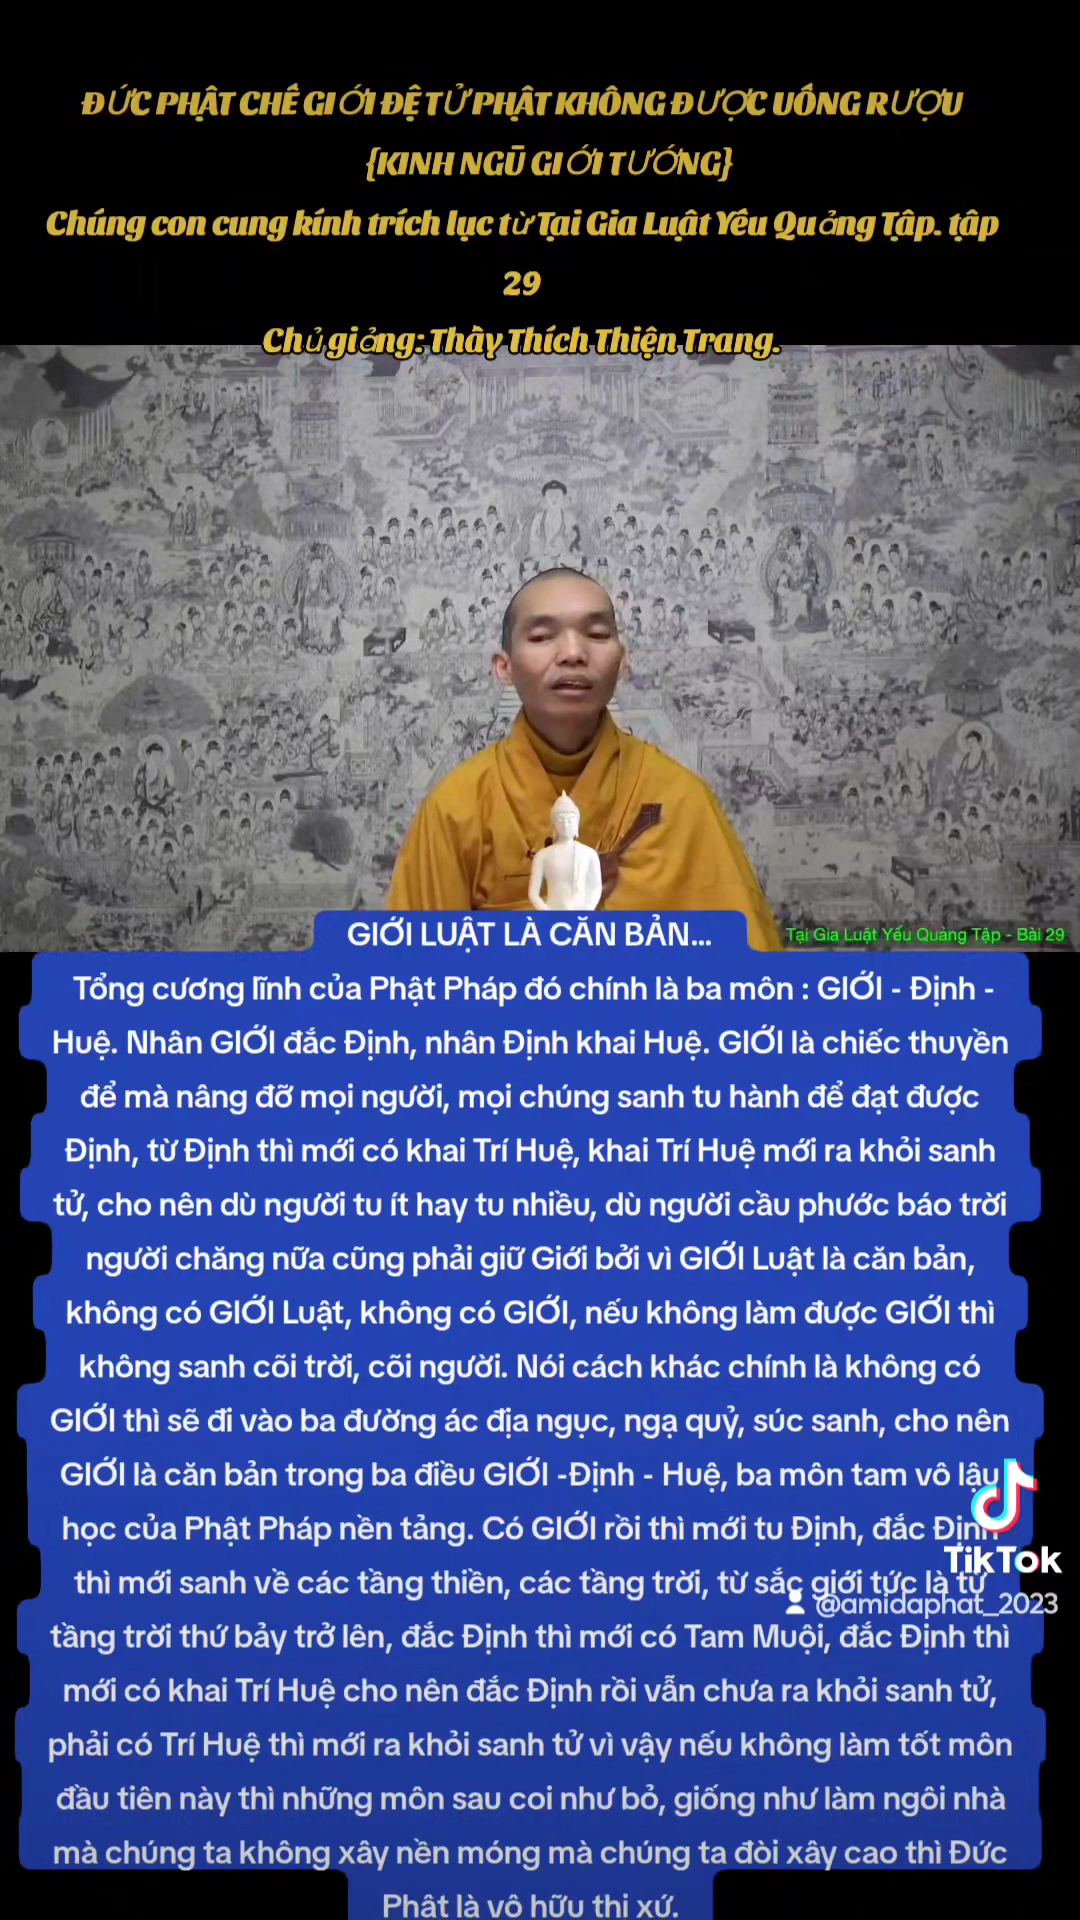 ĐỨC PHẬT CHẾ GIỚI ĐỆ TỬ PHẬT KHÔNG ĐƯỢC UỐNG RƯỢU
{KINH NGŨ GIỚI TƯỚNG}
Chúng con cung kính trích lục từ Tại Gia Luật Yếu Quảng Tập. tập
29
Chủ giảng: Thầy Thích Thiện Trang.
GIỚI LUẬT LÀ CĂN BẢN...
Tại Gia Luật Yếu Quảng Tập - Bài 29
Tổng cương lĩnh của Phật Pháp đó chính là ba môn : GIỚI - Định -
Huệ. Nhân GIỚI đắc Định, nhân Định khai Huệ. GIỚI là chiếc thuyền
để mà nâng đỡ mọi người, mọi chúng sanh tu hành để đạt được
Định, từ Định thì mới có khai Trí Huệ, khai Trí Huệ mới ra khỏi sanh
tử, cho nên dù người tu ít hay tu nhiều, dù người cầu phước báo trời
người chăng nữa cũng phải giữ Giới bởi vì GIỚI Luật là căn bản,
không có GIỚI Luật, không có GIỚI, nếu không làm được GIỚI thì
không sanh cõi trời, cõi người. Nói cách khác chính là không có
GIỚI thì sẽ đi vào ba đường ác địa ngục, ngạ quỷ, súc sanh, cho nên
GIỚI là căn bản trong ba điều GIỚI -Định - Huệ, ba môn tam vô lậu
học của Phật Pháp nền tảng. Có GIỚI rồi thì mới tu Định, đắc Định
thì mới sanh về các tầng thiền, các tầng trời, từ sắc giới tức là từ
tầng trời thứ bảy trở lên, đắc Định thì mới có Tam Muội, đắc Định thì
mới có khai Trí Huệ cho nên đắc Định rồi vẫn chưa ra khỏi sanh tử,
phải có Trí Huệ thì mới ra khỏi sanh tử vì vậy nếu không làm tốt môn
đầu tiên này thì những môn sau coi như bỏ, giống như làm ngôi nhà
mà chúng ta không xây nền móng mà chúng ta đòi xây cao thì Đức
Phật là vô hữu thị xứ.
TikTok
@amidaphat_2023